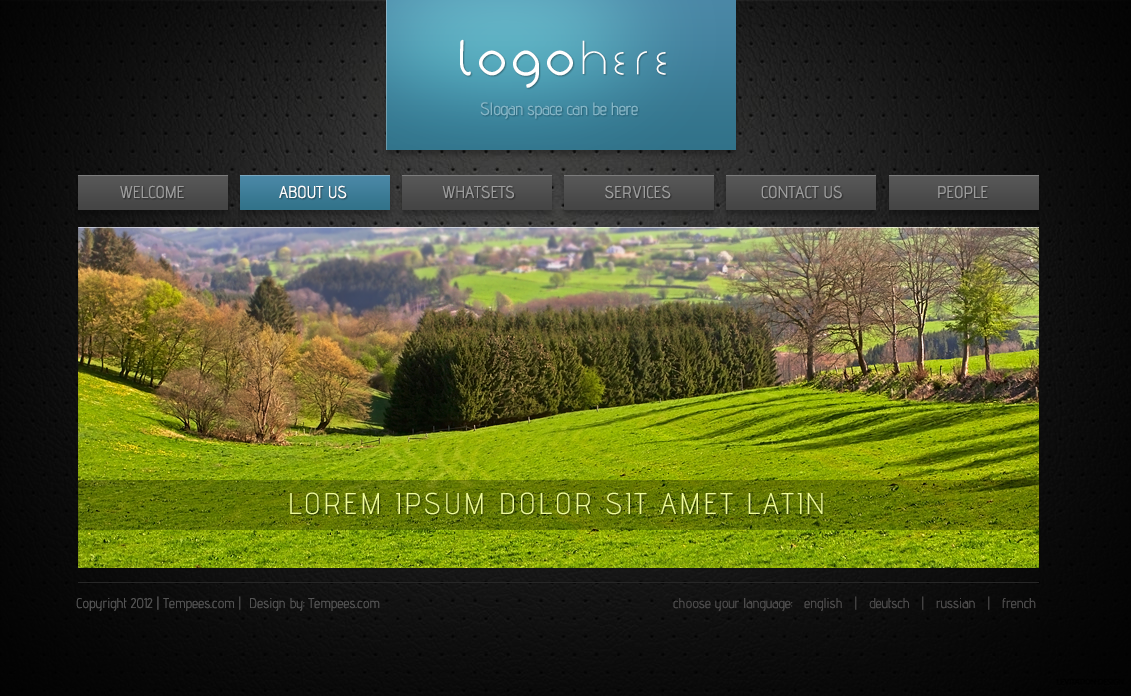 logohere
Slogan space can be here
WELCOME ABOUT US WHATSETS SERVICES CONTACT US PEOPLE
LOREM IPSUM DOLOR SIT AMET LATIN
Copyright 2012 | Tempees.com | Design by: Tempees.com choose your language: english | deutsch | russian | french